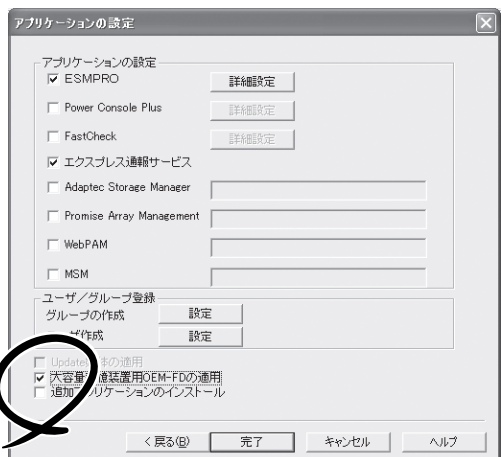 アプリケーションの設定
アプリケーションの設定
ESMPRO 詳細設定
Power Console Plus 詳細設定
FastCheck 詳細設定
エクスプレス通報サービス
Adaptec Storage Manager
Promise Array Management
WebPAM
MSM
ユーザ/グループ登録
グループの作成 設定
作成 設定
Update 体の適用
大容量 憶装置用OEM-FDの適用
追加 プリケーションのインストール
< 戻る(B) 完了 キャンセル ヘルプ